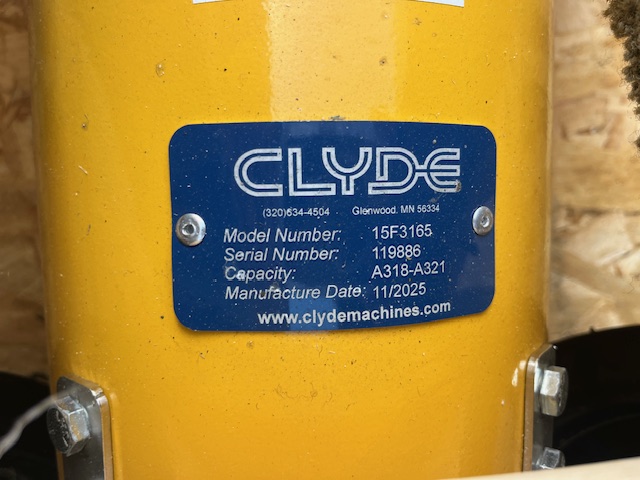 CLYDE
(320)634-4504 Glenwood, MN 56334
Model Number: 15F3165
Serial Number: 119886
Capacity: A318-A321
Manufacture Date: 11/2025
www.clydemachines.com